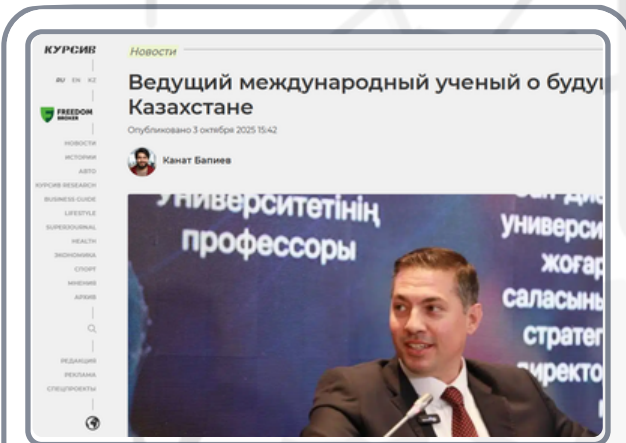 КУРСИВ
RU EN KZ
FREEDOM
BROKER
НОВОСТИ
ИСТОРИИ
АВТО
КУРСИВ RESEARCH
BUSINESS GUIDE
LIFESTYLE
SUPERJOURNAL
HEALTH
ЭКОНОМИКА
СПОРТ
МНЕНИЯ
АРХИВ
РЕДАКЦИЯ
РЕКЛАМА
СПЕЦПРОЕКТЫ
Новости
Ведущий международный ученый о буду
Казахстане
Опубликовано 3 октября 2025 15:42
Канат Бапиев
университетінің
профессоры
универси
жоғар
саласынь
стратег
директо